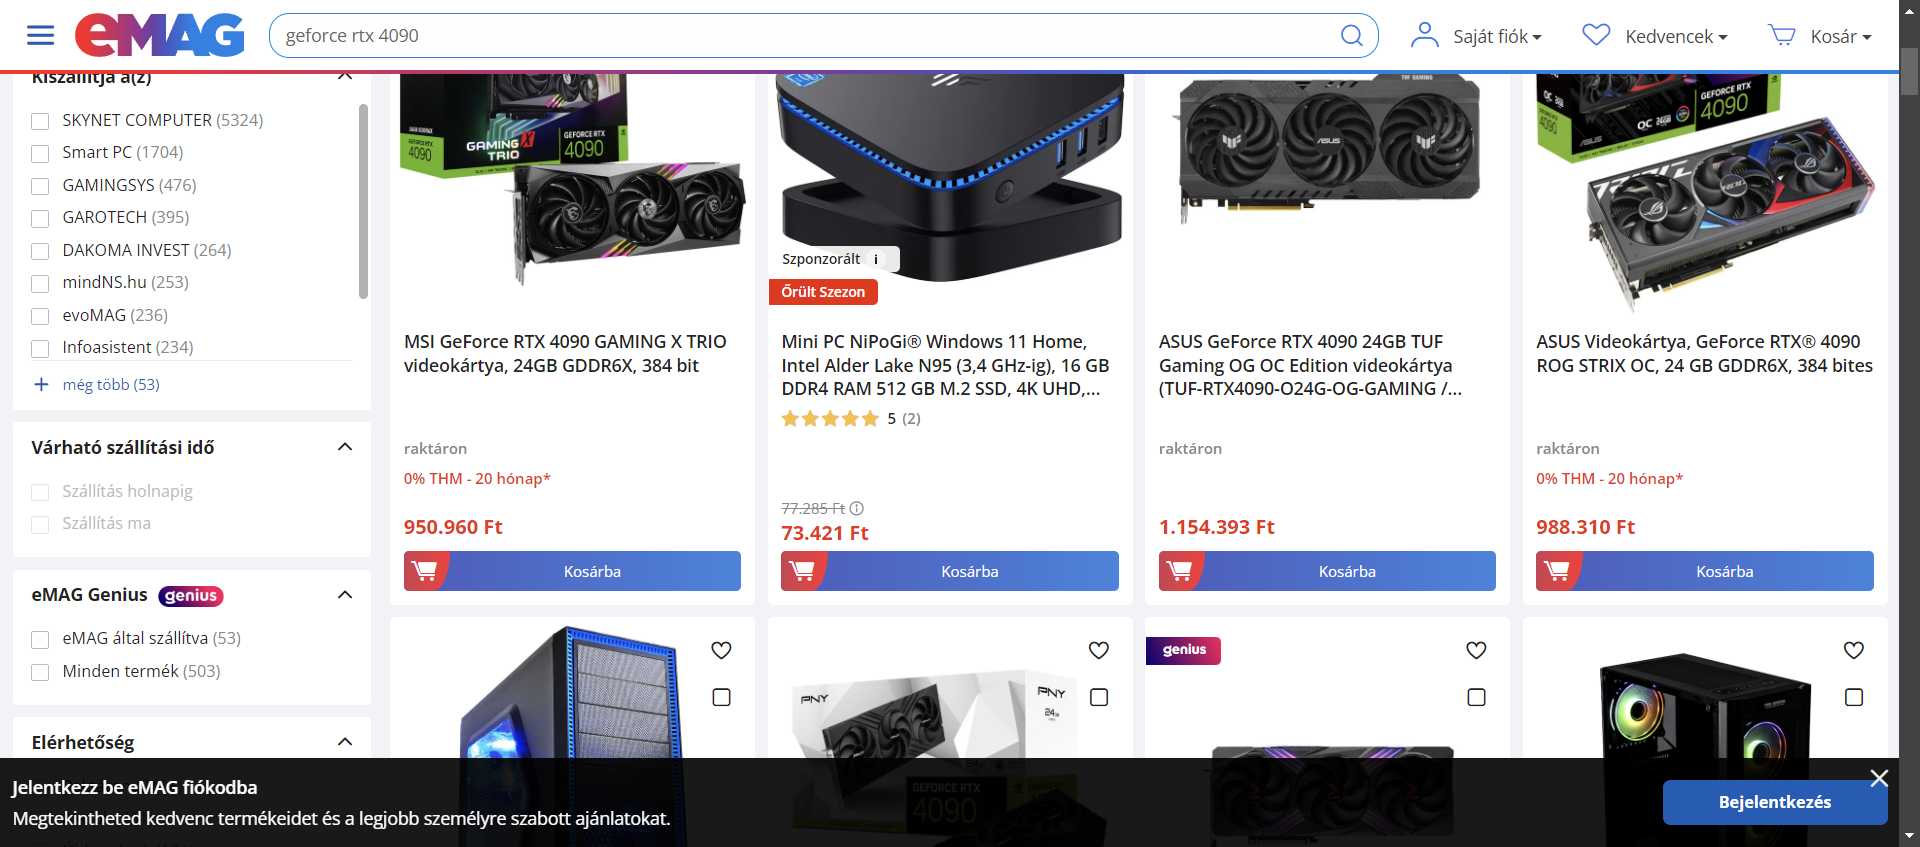 eMAG
geforce rtx 4090
Saját fiók
Kedvencek
Kosár
Kiszállítja a(z)
SKYNET COMPUTER (5324)
Smart PC (1704)
GAMINGSYS (476)
GAROTECH (395)
DAKOMA INVEST (264)
mindNS.hu (253)
evoMAG (236)
Infoasistent (234)
még több (53)
Várható szállítási idő
Szállítás holnapig
Szállítás ma
eMAG Genius genius
eMAG által szállítva (53)
Minden termék (503)
Elérhetőség
GAMING X
TRIO
GEFORCE RTX
4090
4090
MSI GeForce RTX 4090 GAMING X TRIO
videokártya, 24GB GDDR6X, 384 bit
raktáron
0% THM - 20 hónap*
950.960 Ft
Kosárba
Szponzorált i
Őrült Szezon
Mini PC NiPoGi® Windows 11 Home,
Intel Alder Lake N95 (3,4 GHz-ig), 16 GB
DDR4 RAM 512 GB M.2 SSD, 4K UHD,...
5 (2)
77.285 Ft
73.421 Ft
Kosárba
TUF GAMING
ASUS
ASUS GeForce RTX 4090 24GB TUF
Gaming OG OC Edition videokártya
(TUF-RTX4090-O24G-OG-GAMING /...
raktáron
1.154.393 Ft
Kosárba
GEFORCE RTX
4090
4090
OC
ASUS
ASUS Videokártya, GeForce RTX® 4090
ROG STRIX OC, 24 GB GDDR6X, 384 bites
raktáron
0% THM - 20 hónap*
988.310 Ft
Kosárba
PNY
PNY
24GB
GEFORCE RTX
4090
genius
Jelentkezz be eMAG fiókodba
Megtekintheted kedvenc termékeidet és a legjobb személyre szabott ajánlatokat.
Bejelentkezés